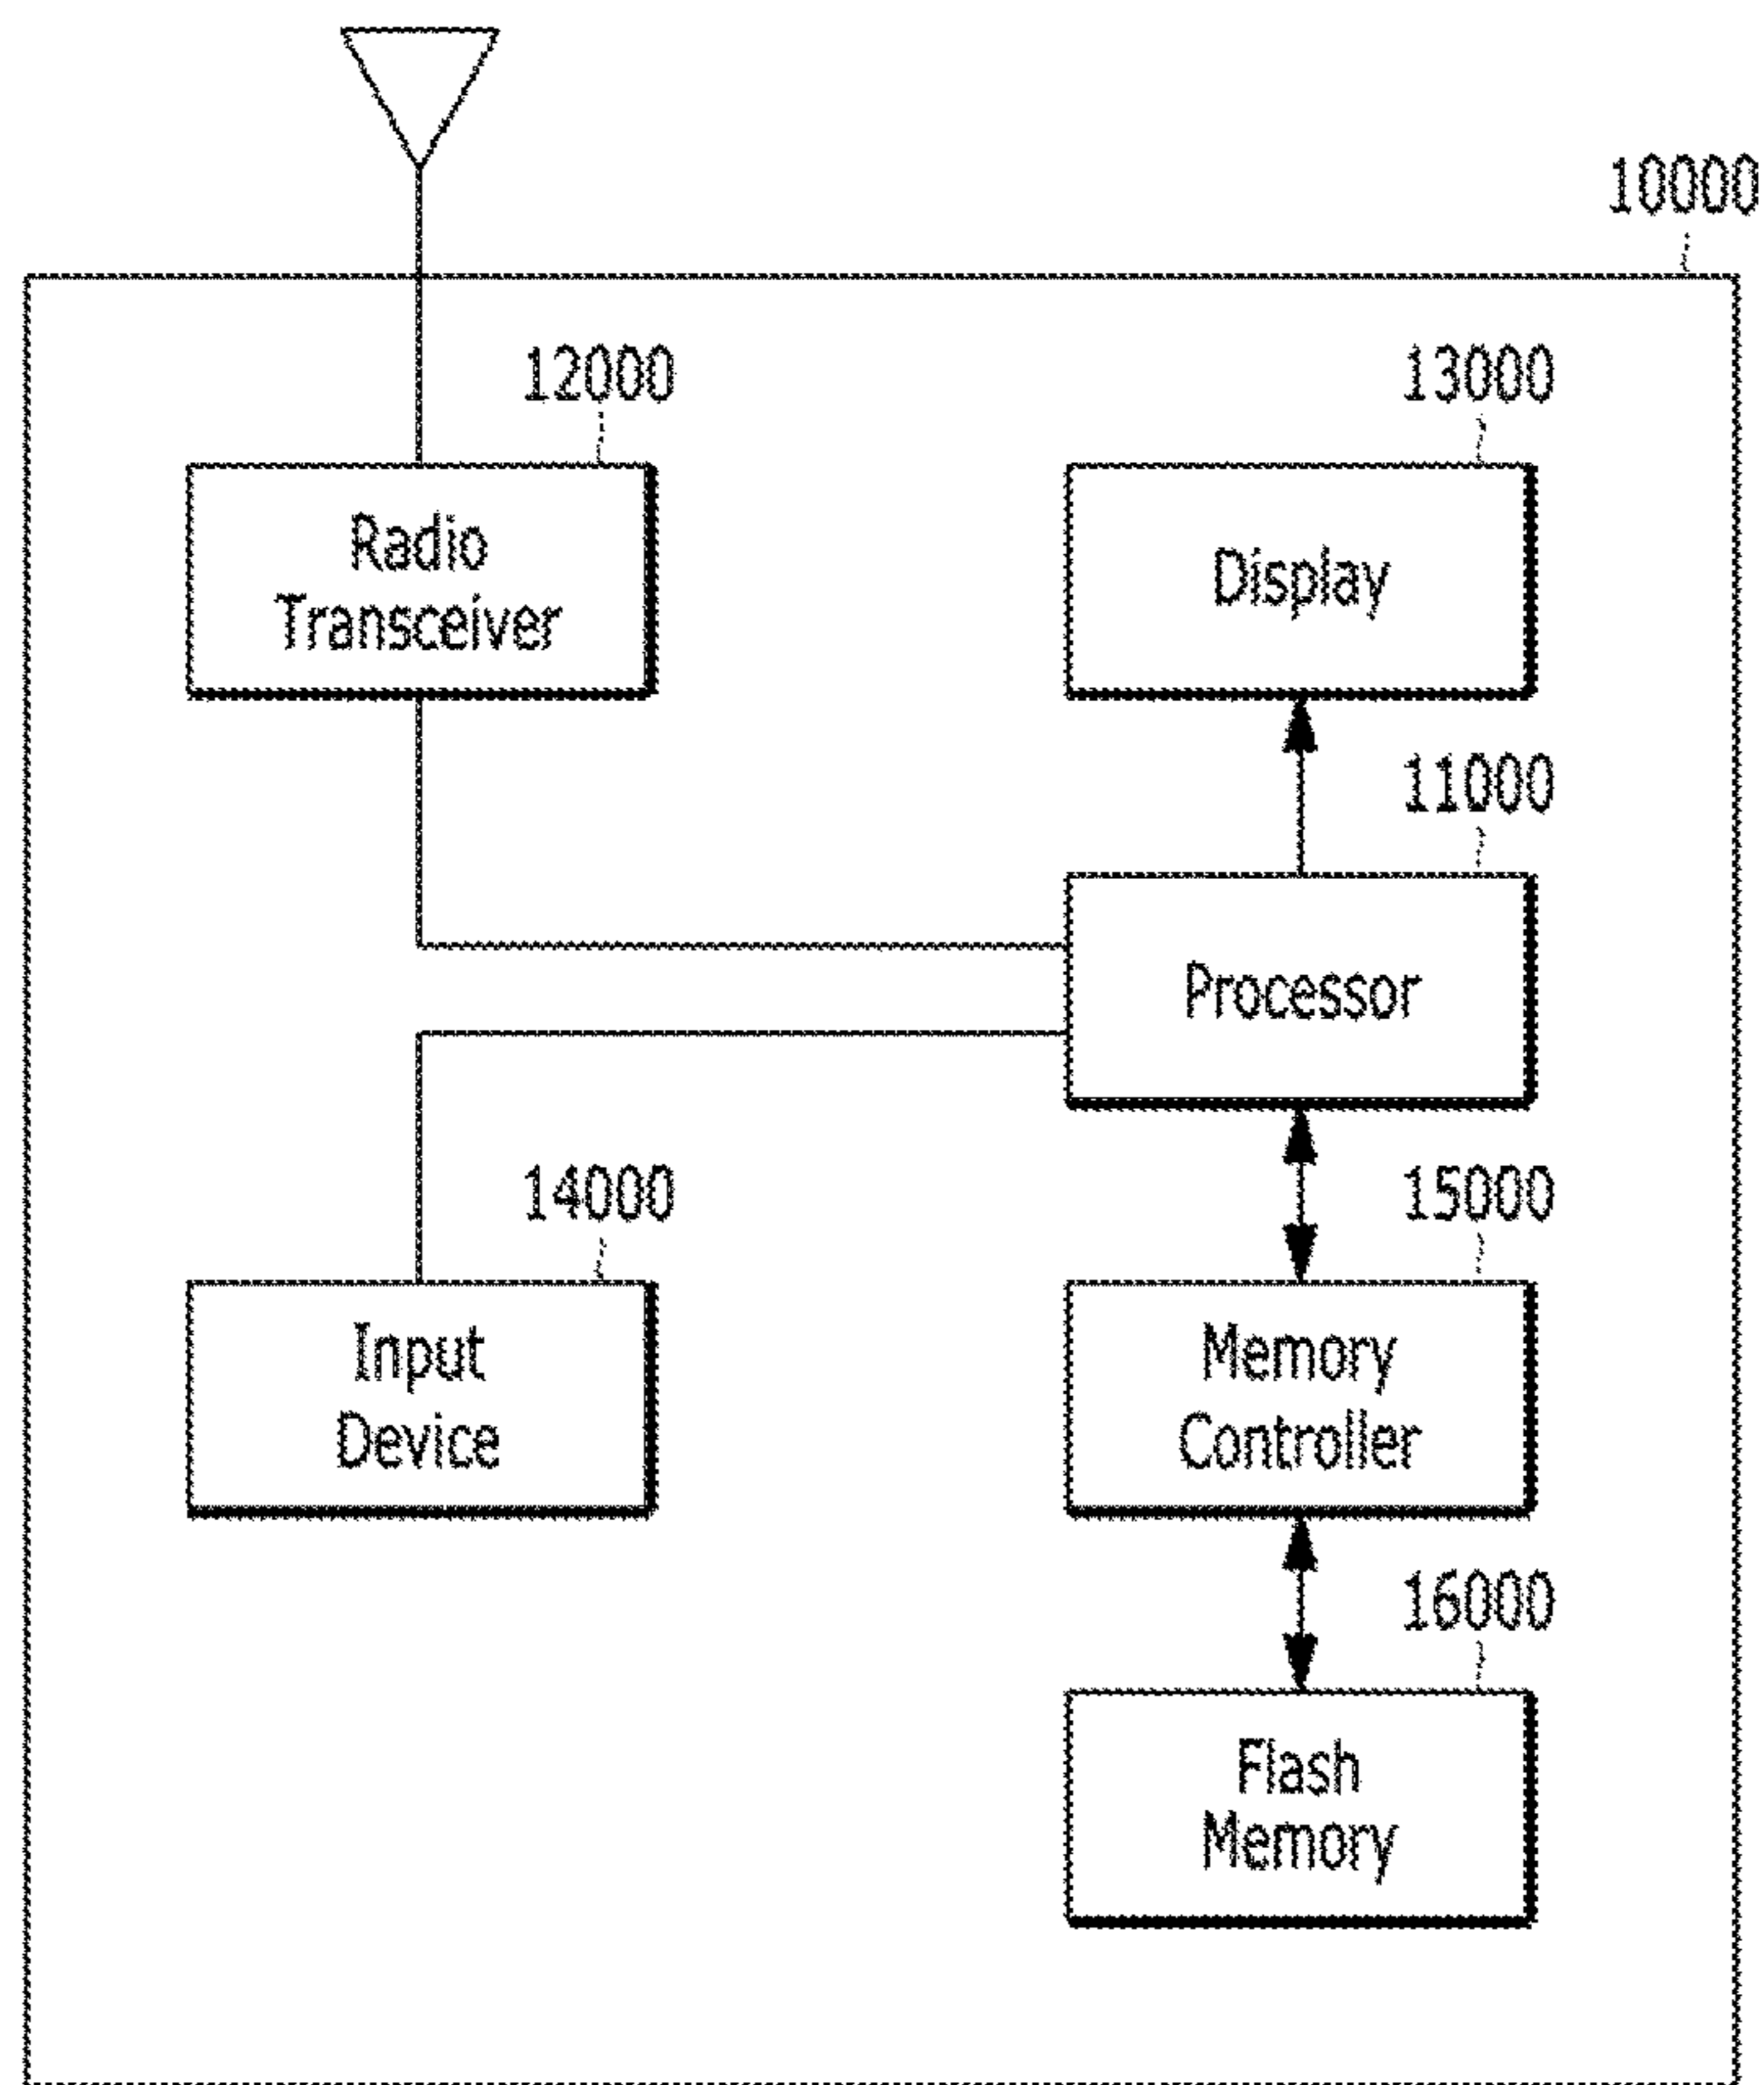 10000
12000
13000
Radio
Transceiver
Display
11000
Processor
14000
15000
Input
Device
Memory
Controller
16000
Flash
Memory